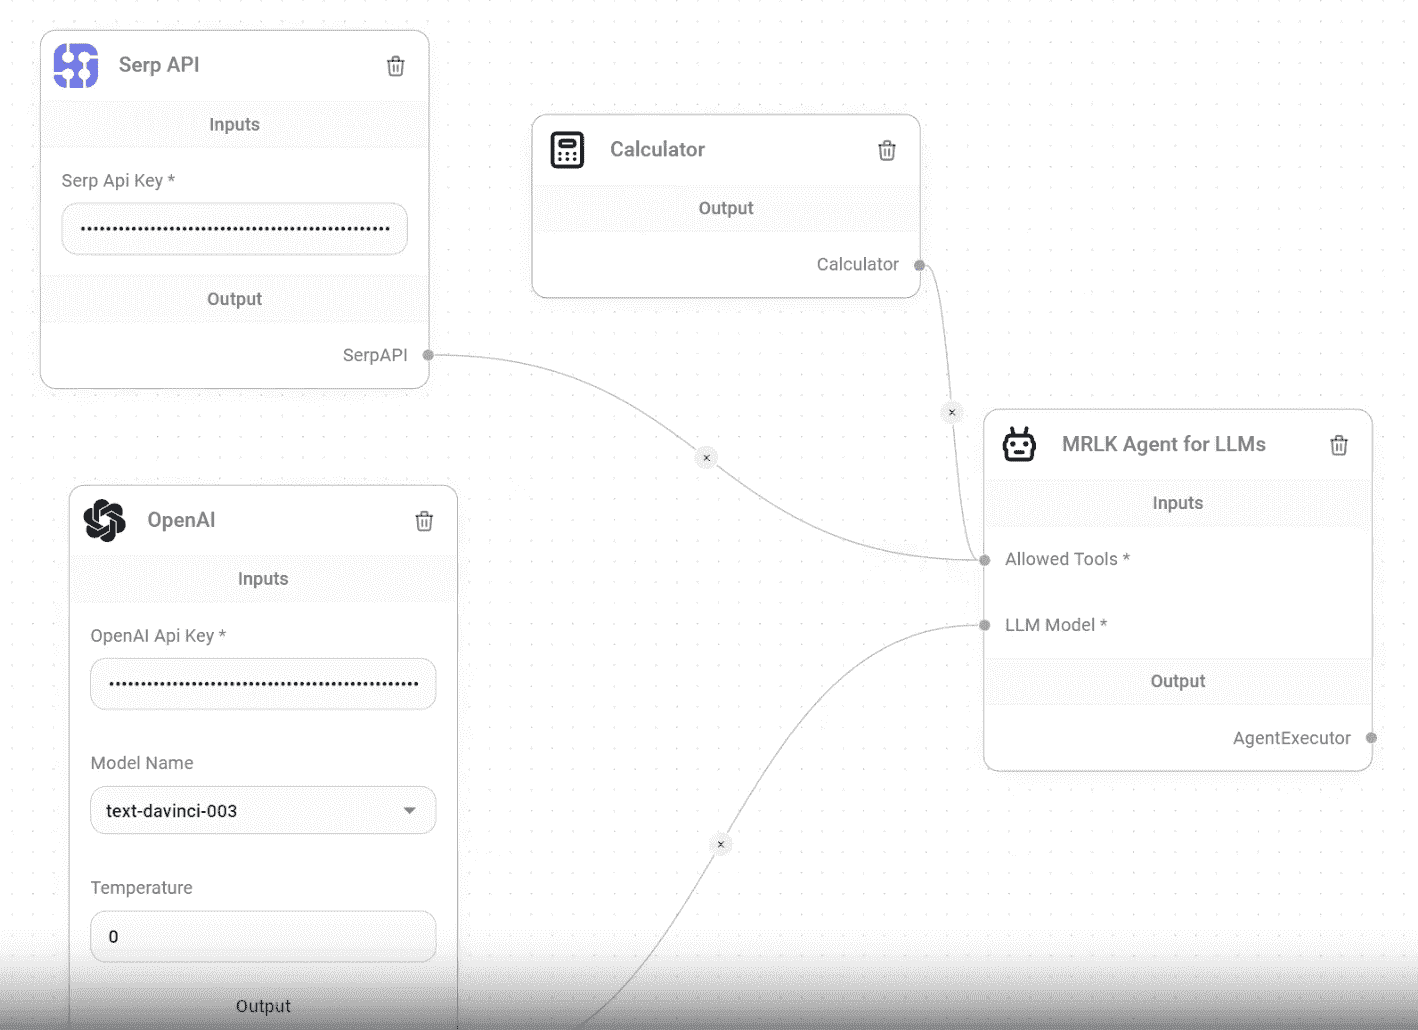 Serp API
Inputs
Serp Api Key *
••••••••••••••••••••••••••••••••••••••••••••••••••
Output
SerpAPI
Calculator
Output
Calculator
OpenAI
Inputs
OpenAI Api Key *
••••••••••••••••••••••••••••••••••••••••••••••••••
Model Name
text-davinci-003
Temperature
0
Output
MRLK Agent for LLMs
Inputs
Allowed Tools *
LLM Model *
Output
AgentExecutor